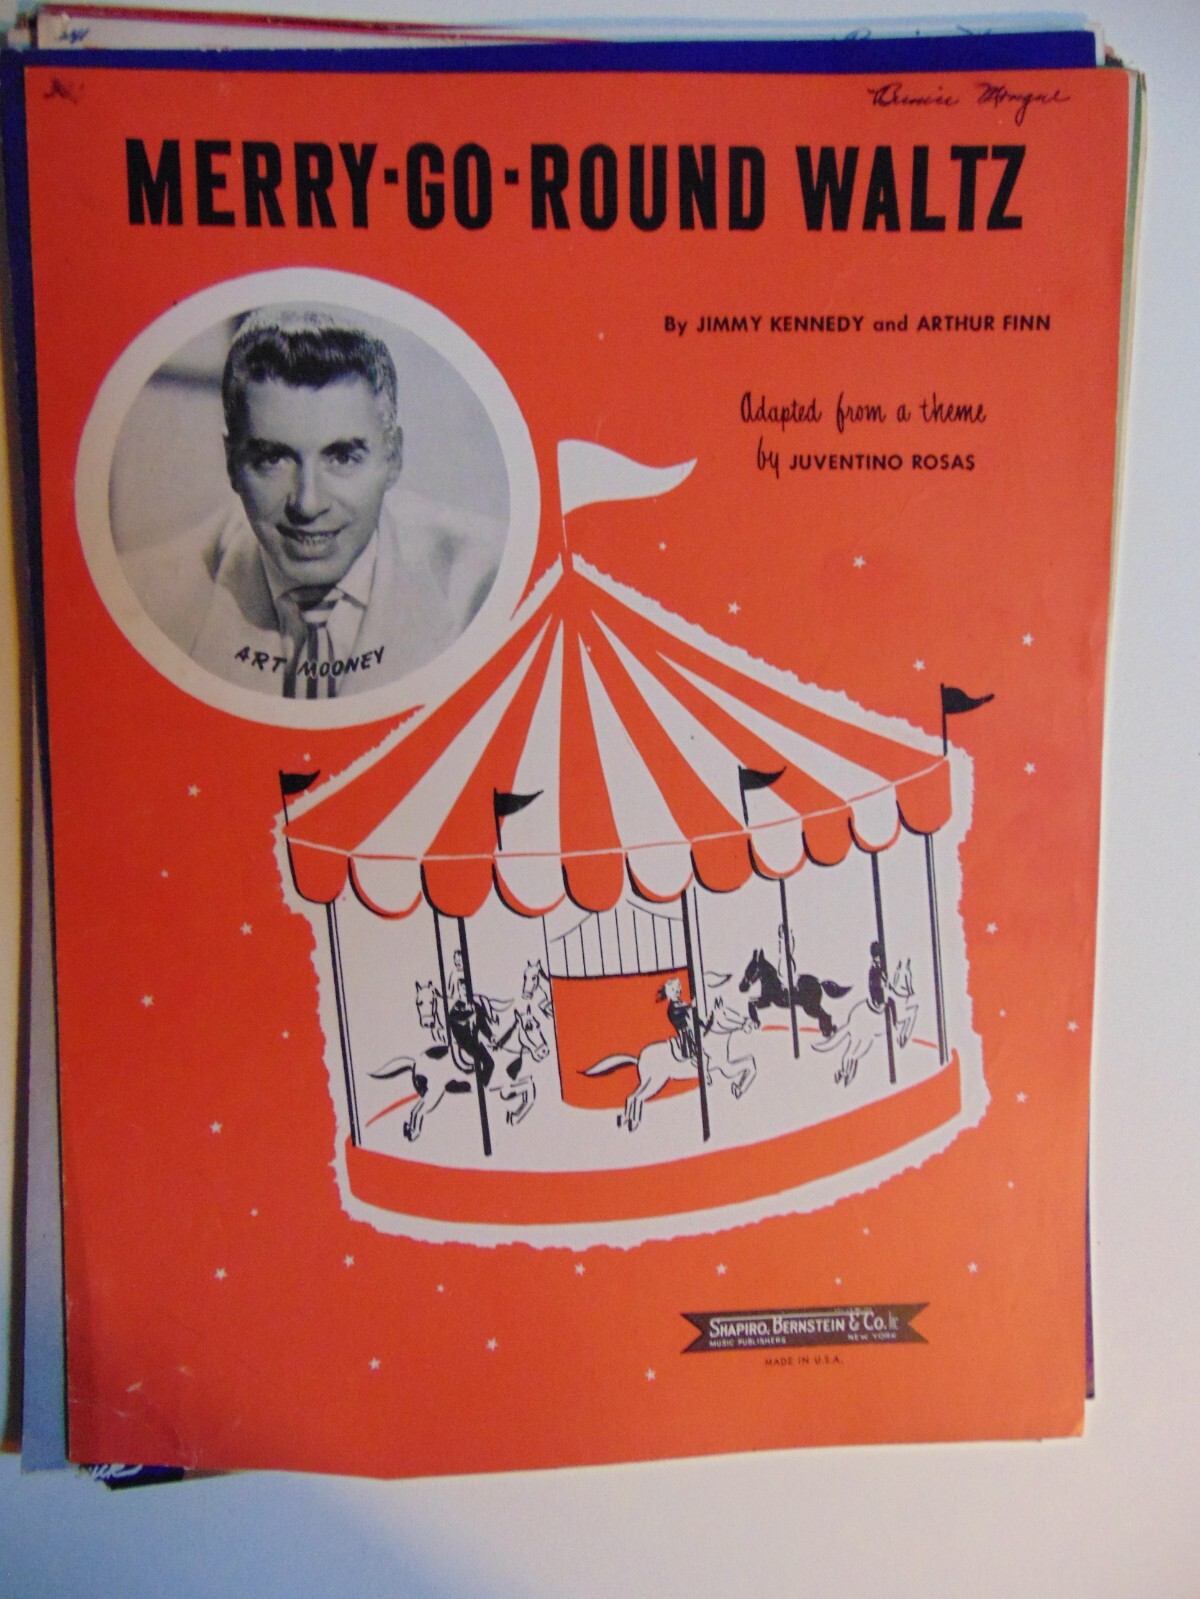 Bernice
MERRY-GO-ROUND WALTZ
By JIMMY KENNEDY and ARTHUR FINN
Adapted from a theme
by JUVENTINO ROSAS
ART MOONEY
SHAPIRO, BERNSTEIN & CO. INC
MUSIC PUBLISHERS NEW YORK
MADE IN U.S.A.